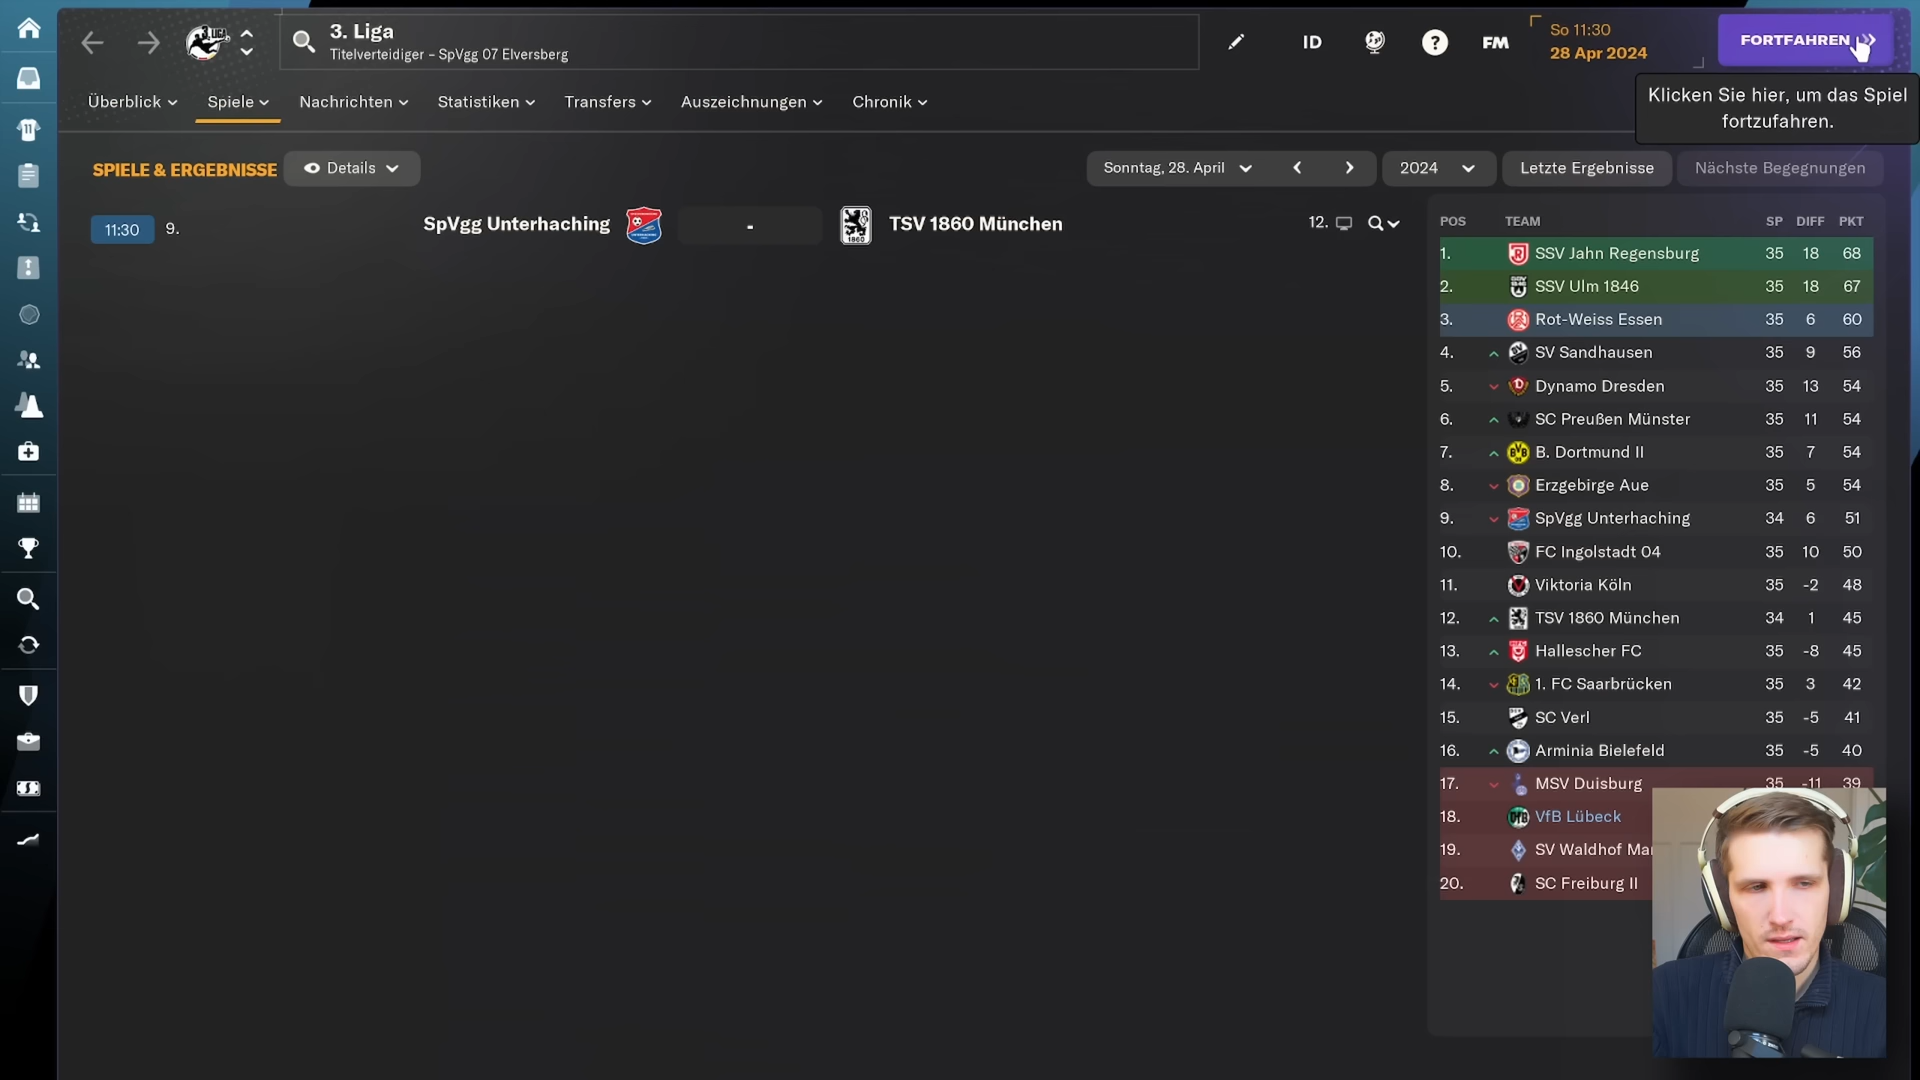 3. Liga
Titelverteidiger – SpVgg 07 Elversberg
ID
?
FM
So 11:30
28 Apr 2024
FORTFAHREN
Klicken Sie hier, um das Spiel
fortzufahren.
Überblick
Spiele
Nachrichten
Statistiken
Transfers
Auszeichnungen
Chronik
SPIELE & ERGEBNISSE
Details
Sonntag, 28. April
2024
Letzte Ergebnisse
Nächste Begegnungen
11:30 9. SpVgg Unterhaching - TSV 1860 München 12.
POS TEAM SP DIFF PKT
1. SSV Jahn Regensburg 35 18 68
2. SSV Ulm 1846 35 18 67
3. Rot-Weiss Essen 35 6 60
4. SV Sandhausen 35 9 56
5. Dynamo Dresden 35 13 54
6. SC Preußen Münster 35 11 54
7. B. Dortmund II 35 7 54
8. Erzgebirge Aue 35 5 54
9. SpVgg Unterhaching 34 6 51
10. FC Ingolstadt 04 35 10 50
11. Viktoria Köln 35 -2 48
12. TSV 1860 München 34 1 45
13. Hallescher FC 35 -8 45
14. 1. FC Saarbrücken 35 3 42
15. SC Verl 35 -5 41
16. Arminia Bielefeld 35 -5 40
17. MSV Duisburg 35 -11 39
18. VfB Lübeck
19. SV Waldhof
20. SC Freiburg II